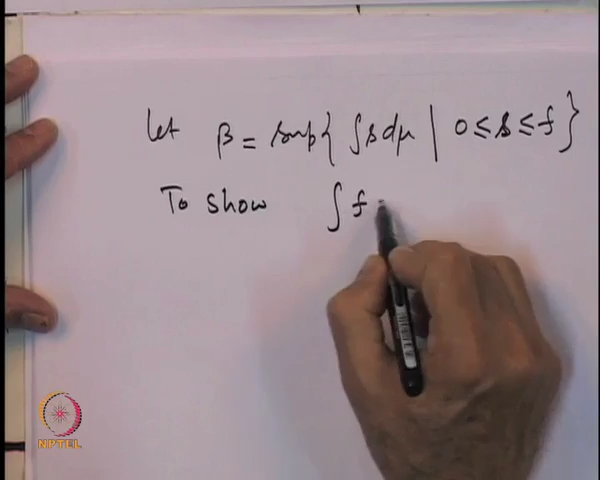 let β = sup{ ∫s dμ | 0 ≤ s ≤ f }
To show ∫ f
NPTEL